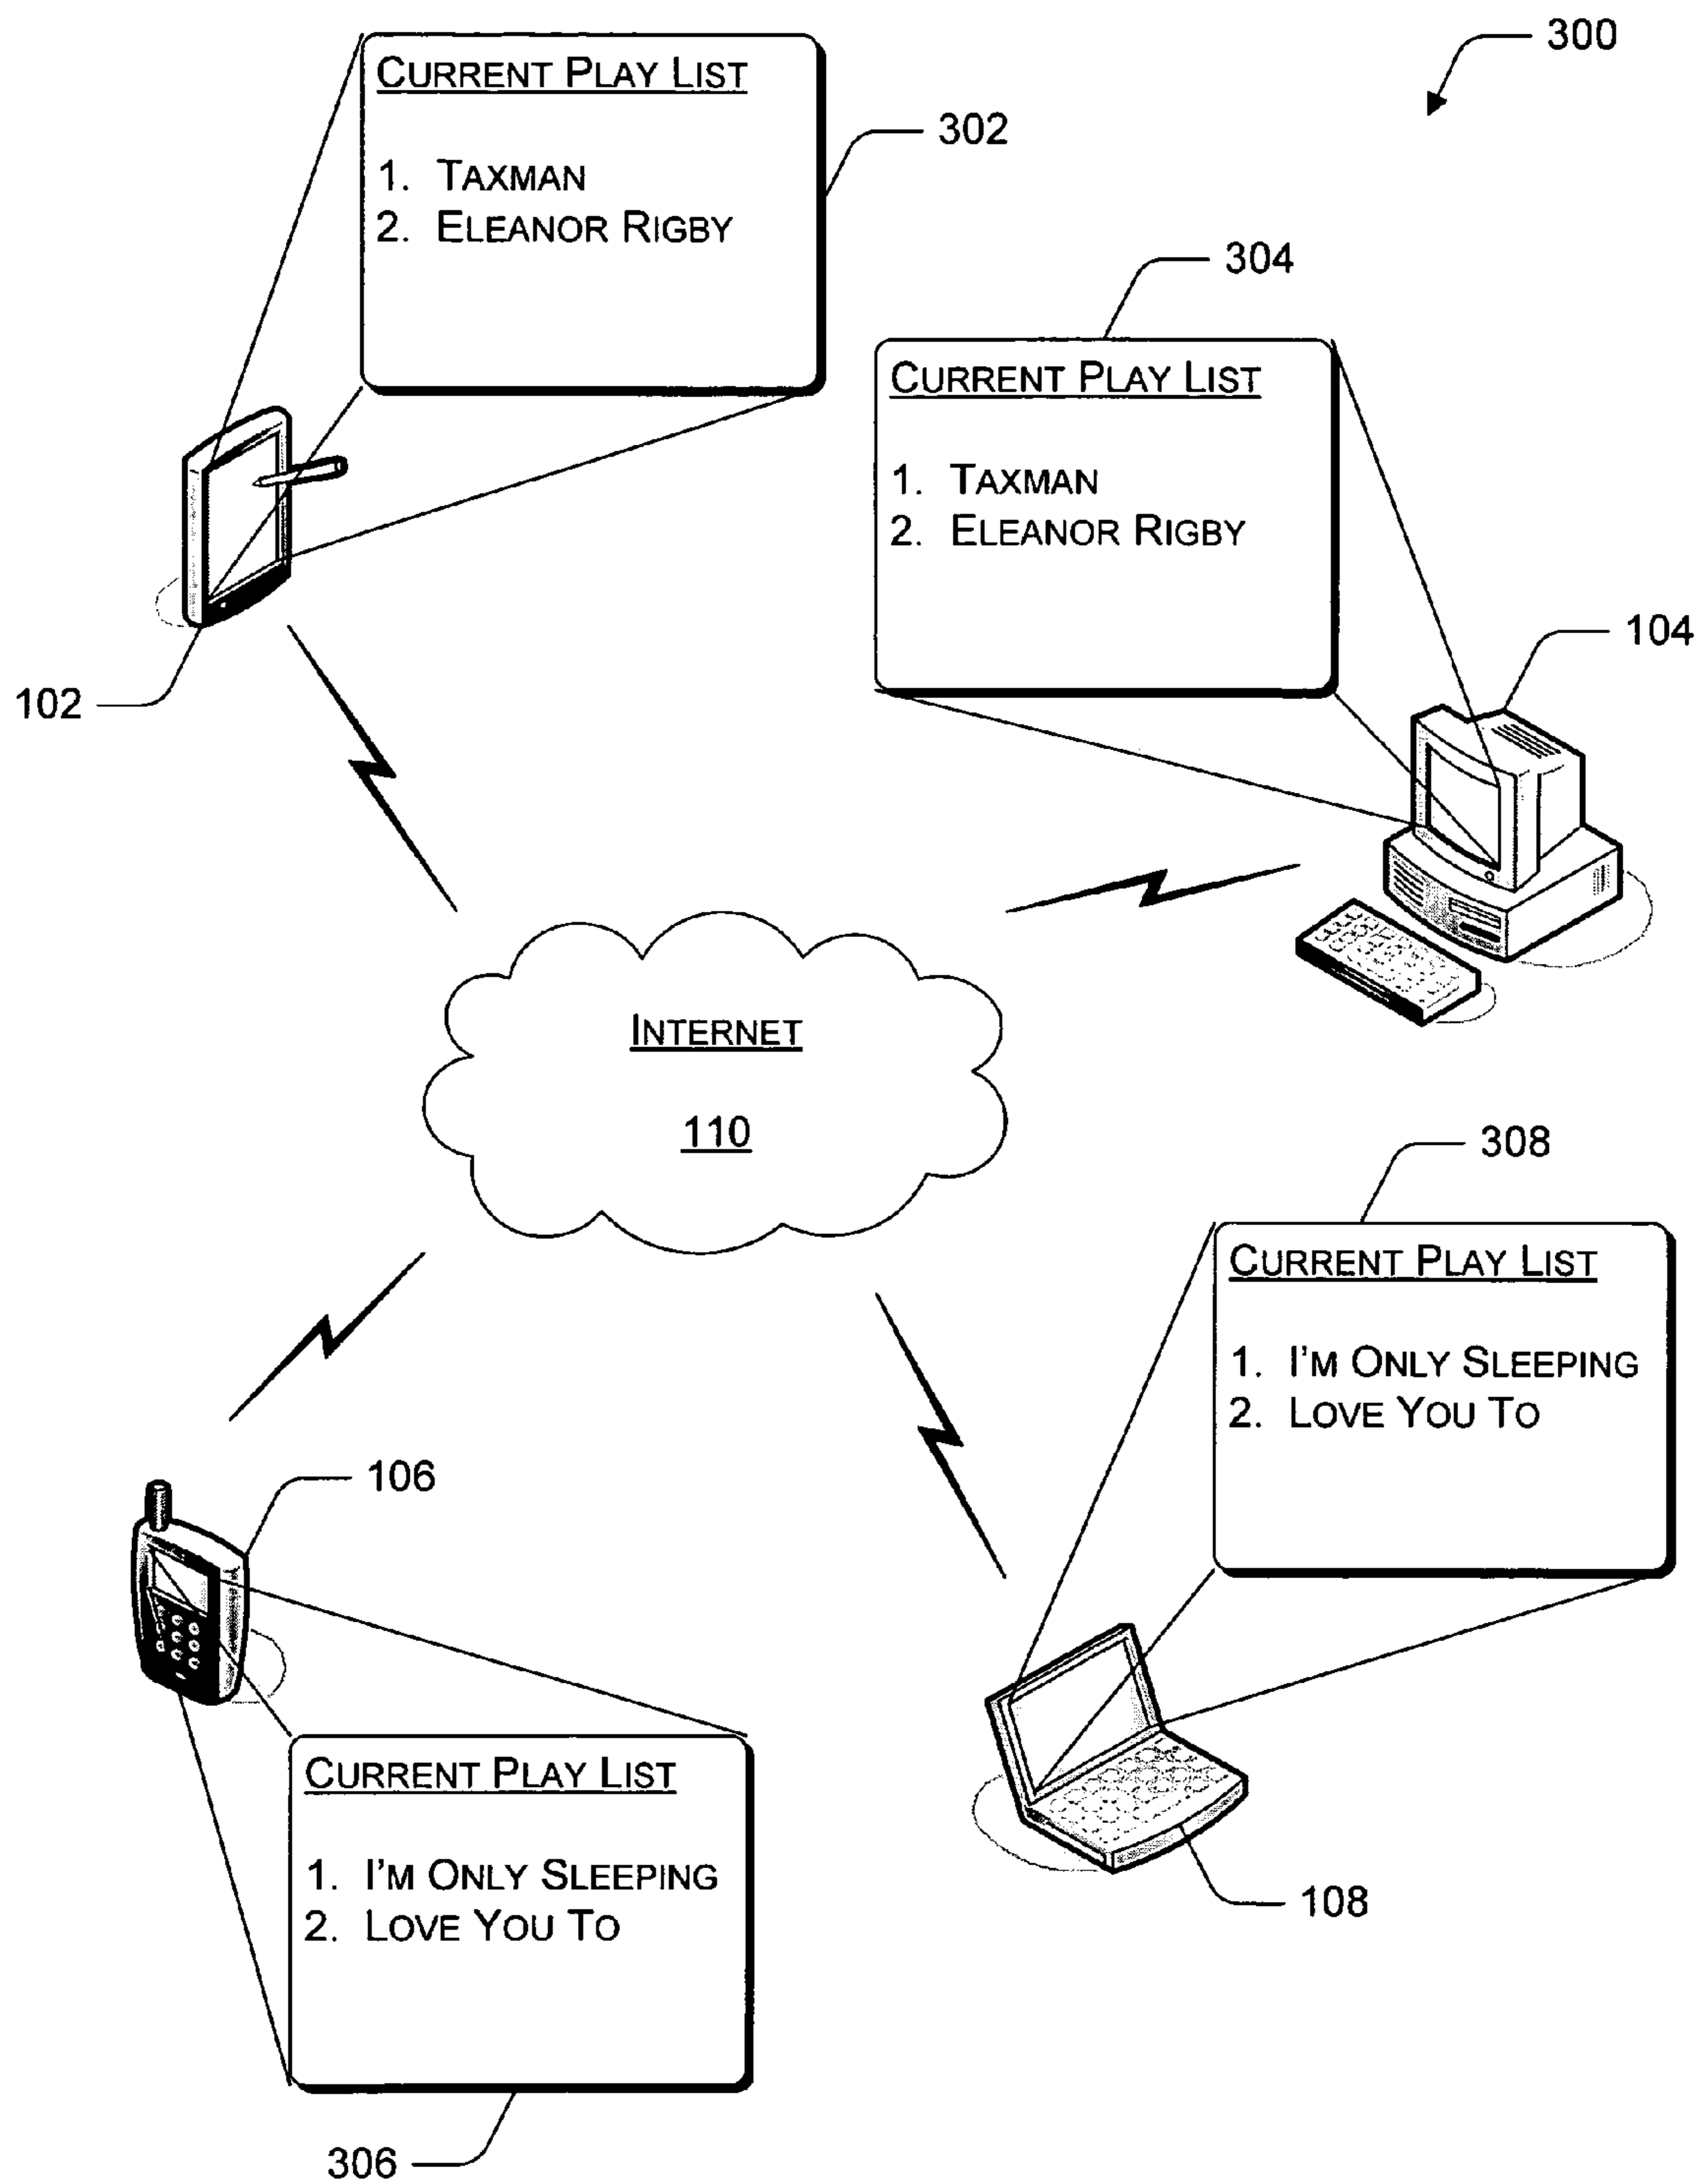 300
CURRENT PLAY LIST
1. TAXMAN
2. ELEANOR RIGBY
302
304
CURRENT PLAY LIST
1. TAXMAN
2. ELEANOR RIGBY
104
102
INTERNET
110
308
CURRENT PLAY LIST
1. I'M ONLY SLEEPING
2. LOVE YOU TO
106
108
CURRENT PLAY LIST
1. I'M ONLY SLEEPING
2. LOVE YOU TO
306